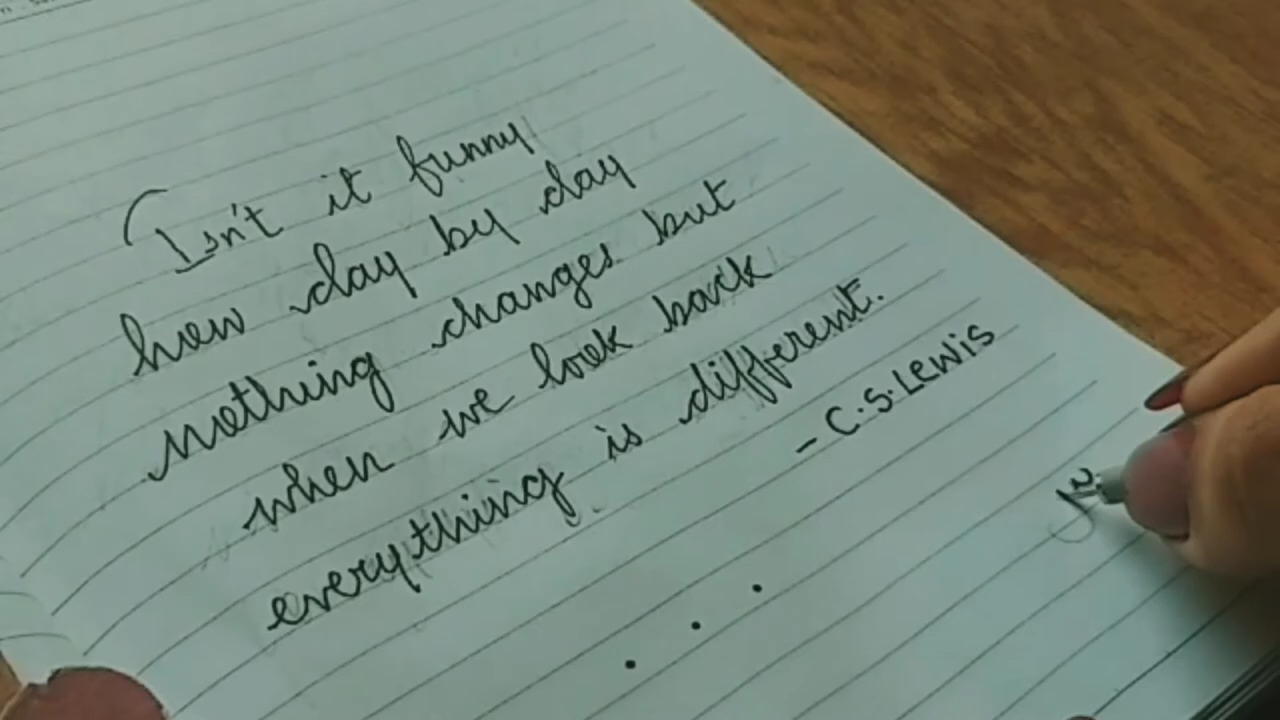 Isn't it funny
how day by day
nothing changes but
when we look back
everything is different.
- C.S. Lewis